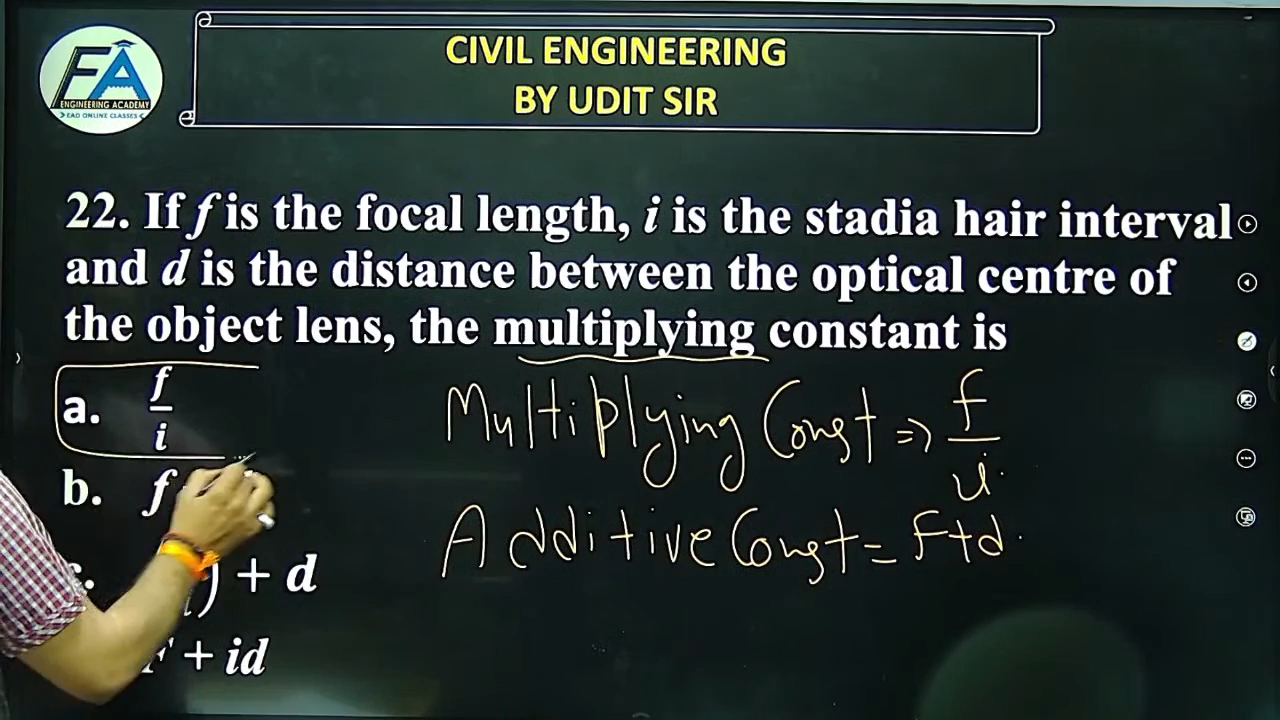 FA
ENGINEERING ACADEMY
EAD ONLINE CLASSES
CIVIL ENGINEERING
BY UDIT SIR
22. If f is the focal length, i is the stadia hair interval
and d is the distance between the optical centre of
the object lens, the multiplying constant is
a. f/i
b. f
+ d
+ id
Multiplying Const => f/i
Additive Const = f+d.